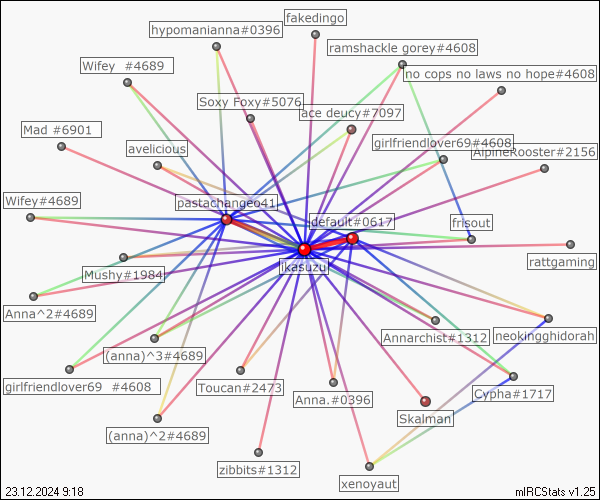 fakedingo
hypomanianna#0396
ramshackle gorey#4608
Wifey #4689
no cops no laws no hope#4608
Soxy Foxy#5076
ace deucy#7097
Mad #6901
avelicious
girlfriendlover69#4608
AlpineRooster#2156
Wifey#4689
pastachangeo41
default#0617
frisout
ikasuzu
rattgaming
Mushy#1984
Anna^2#4689
Annarchist#1312
neokingghidorah
(anna)^3#4689
girlfriendlover69 #4608
Toucan#2473
Anna.#0396
Cypha#1717
Skalman
(anna)^2#4689
zibbits#1312
xenoyaut
23.12.2024 9:18
mIRCStats v1.25